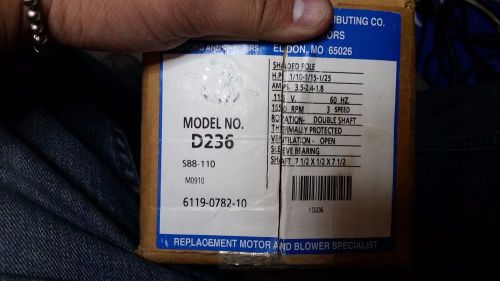 IBUTING CO.
ORS
ELDON, MO 65026
MODEL NO.
D236
S88-110
M0910
6119-0782-10
SHADED POLE
H.P. 1/10-1/15-1/25
AMPS 3.5-2.4-1.8
115 V. 60 HZ
RPM 3 SPEED
ROTATION- DOUBLE SHAFT
THERMALLY PROTECTED
VENTILATION- OPEN
SLEEVE BEARING
SHAFT 7 1/2 X 1/2 X 7 1/2
1D236
REPLACEMENT MOTOR AND BLOWER SPECIALIST